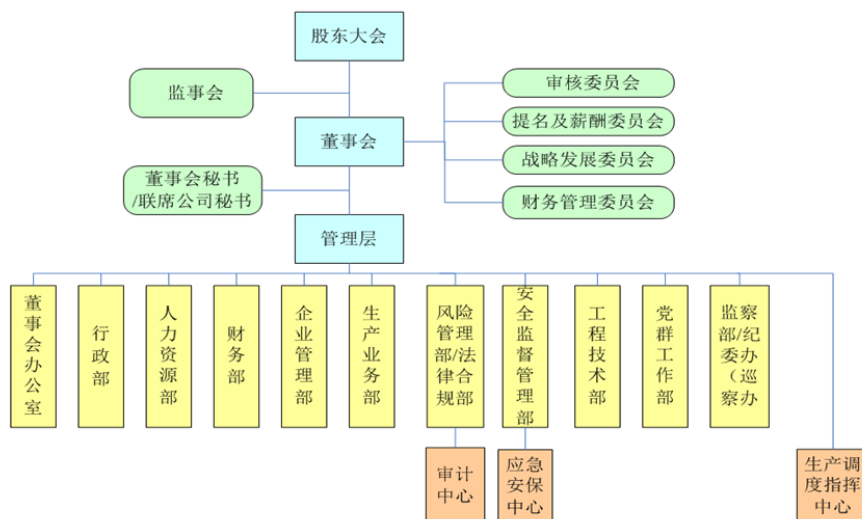 股东大会
监事会
审核委员会
提名及薪酬委员会
董事会
战略发展委员会
董事会秘书
/联席公司秘书
财务管理委员会
管理层
董事会办公室
行政部
人力资源部
财务部
企业管理部
生产业务部
风险
管理
部/法
律合
规部
安全监督管理部
工程技术部
党群工作部
监察
部/纪
委办
（巡
察办
审计
中心
应急
安保
中心
生产调
度指挥
中心